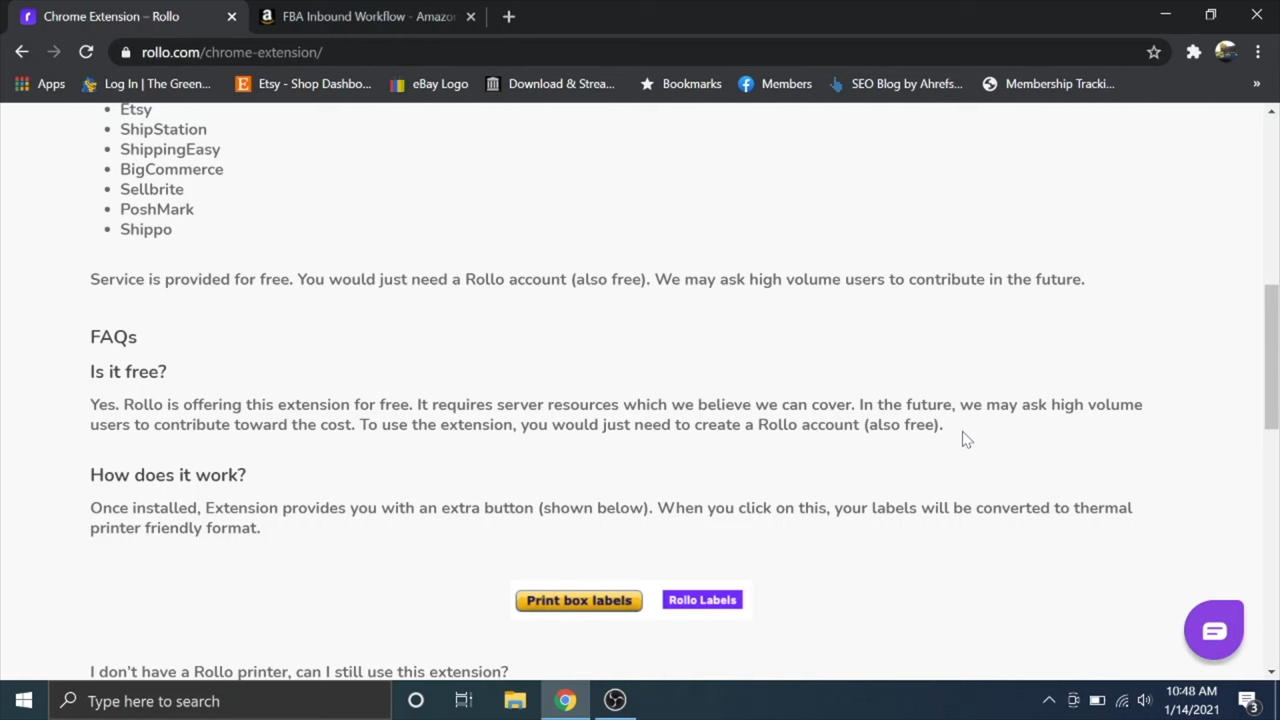 Chrome Extension – Rollo
FBA Inbound Workflow - Amazon
rollo.com/chrome-extension/
Apps
Log In | The Green...
Etsy - Shop Dashbo...
eBay Logo
Download & Strea...
Bookmarks
Members
SEO Blog by Ahrefs...
Membership Tracki...
»
• Etsy
• ShipStation
• ShippingEasy
• BigCommerce
• Sellbrite
• PoshMark
• Shippo
Service is provided for free. You would just need a Rollo account (also free). We may ask high volume users to contribute in the future.
FAQs
Is it free?
Yes. Rollo is offering this extension for free. It requires server resources which we believe we can cover. In the future, we may ask high volume
users to contribute toward the cost. To use the extension, you would just need to create a Rollo account (also free).
How does it work?
Once installed, Extension provides you with an extra button (shown below). When you click on this, your labels will be converted to thermal
printer friendly format.
Print box labels
Rollo Labels
I don't have a Rollo printer, can I still use this extension?
Type here to search
10:48 AM
1/14/2021
3